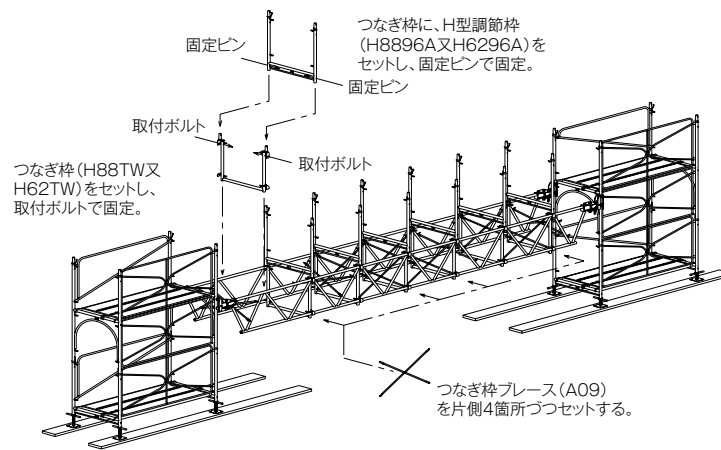 つなぎ枠に、H型調節枠
(H8896A又H6296A)を
セットし、固定ピンで固定。
固定ピン
固定ピン
取付ボルト
取付ボルト
つなぎ枠(H88TW又
H62TW)をセットし、
取付ボルトで固定。
つなぎ枠ブレース(A09)
を片側4箇所づつセットする。